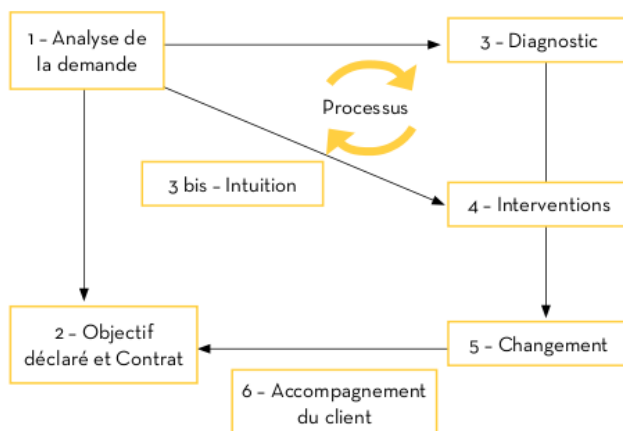 1 – Analyse de
la demande
3 – Diagnostic
Processus
3 bis – Intuition
4 – Interventions
2 – Objectif
déclaré et Contrat
5 – Changement
6 – Accompagnement
du client